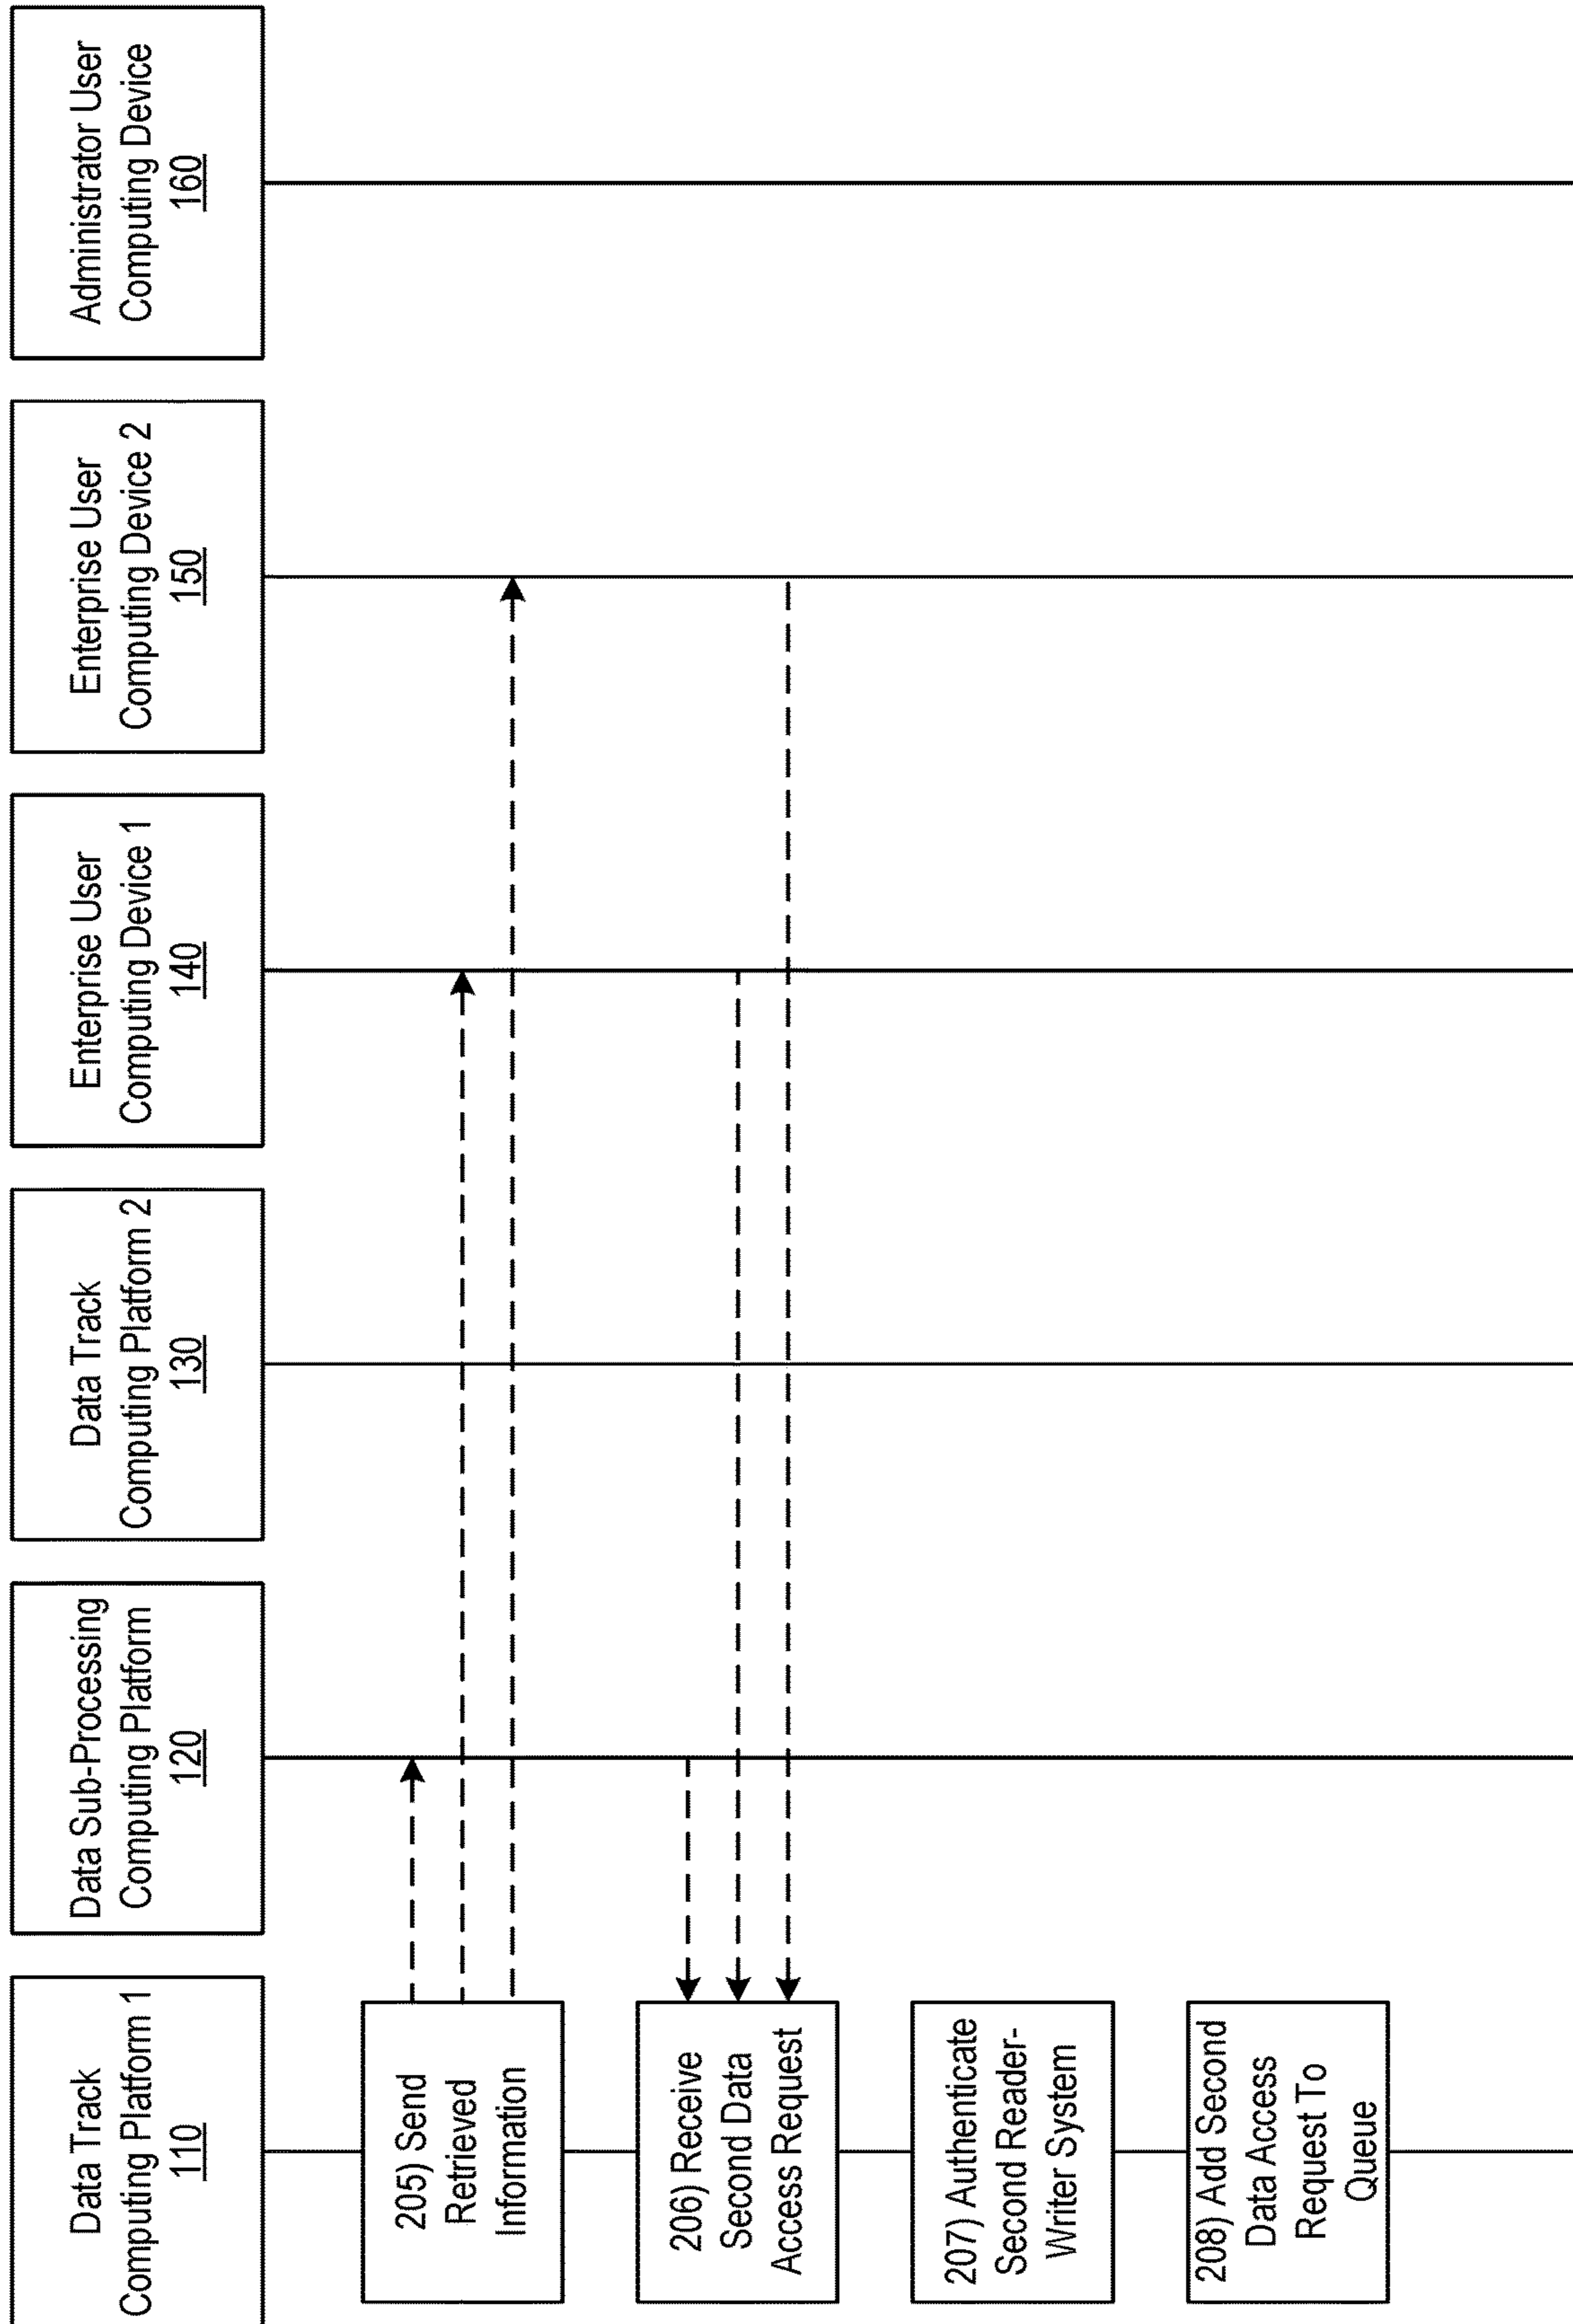 Data Track
Computing Platform 1
110
Data Sub-Processing
Computing Platform
120
Data Track
Computing Platform 2
130
Enterprise User
Computing Device 1
140
Enterprise User
Computing Device 2
150
Administrator User
Computing Device
160
205) Send
Retrieved
Information
206) Receive
Second Data
Access Request
207) Authenticate
Second Reader-
Writer System
208) Add Second
Data Access
Request To
Queue